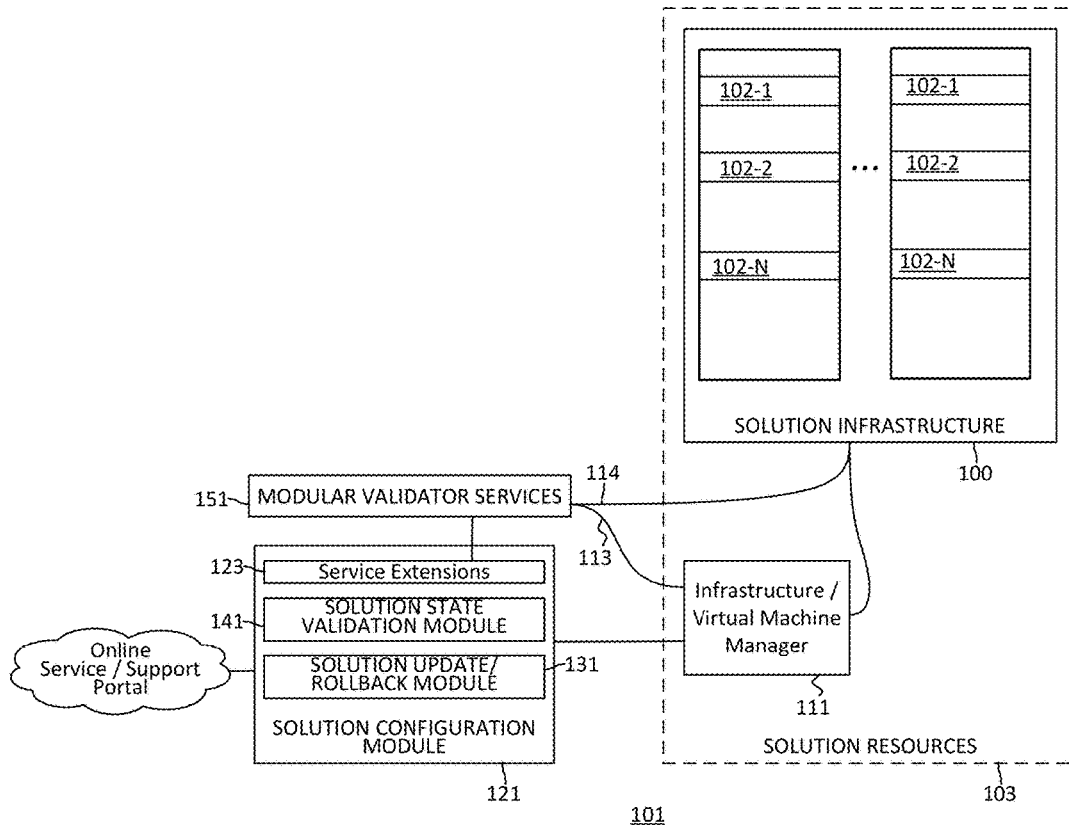 102-1
102-1
102-2
...
102-2
102-N
102-N
SOLUTION INFRASTRUCTURE
100
114
151
MODULAR VALIDATOR SERVICES
113
123
Service Extensions
Infrastructure /
Virtual Machine
Manager
141
SOLUTION STATE
VALIDATION MODULE
Online
Service / Support
Portal
SOLUTION UPDATE/
ROLLBACK MODULE
131
111
SOLUTION CONFIGURATION
MODULE
SOLUTION RESOURCES
121
103
101